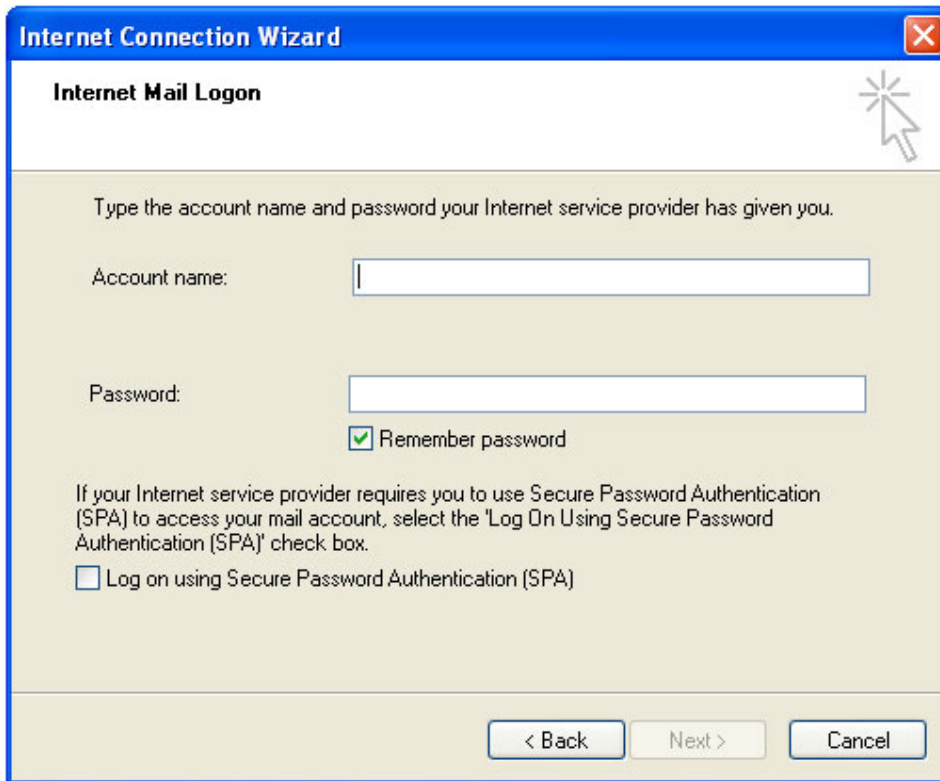 Internet Connection Wizard
Internet Mail Logon
Type the account name and password your Internet service provider has given you.
Account name:
Password:
Remember password
If your Internet service provider requires you to use Secure Password Authentication
(SPA) to access your mail account, select the 'Log On Using Secure Password
Authentication (SPA)' check box.
Log on using Secure Password Authentication (SPA)
< Back Next > Cancel